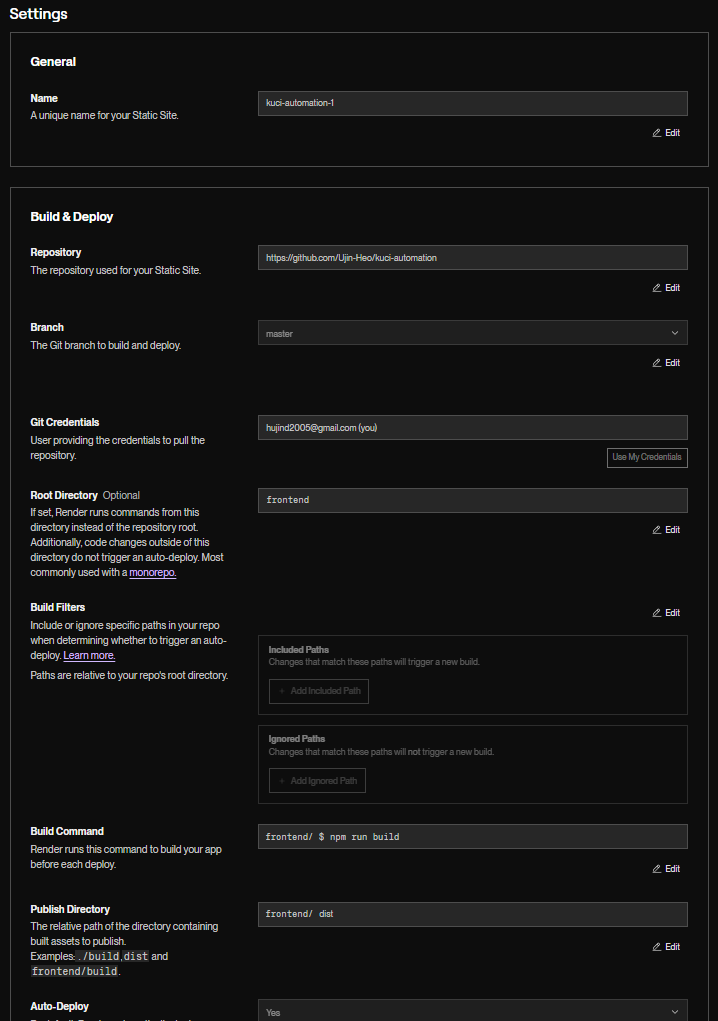 Settings
General
Name
A unique name for your Static Site.
kuci-automation-1
Edit
Build & Deploy
Repository
The repository used for your Static Site.
https://github.com/Ujin-Heo/kuci-automation
Edit
Branch
The Git branch to build and deploy.
master
Edit
Git Credentials
User providing the credentials to pull the
repository.
hujind2005@gmail.com (you)
Use My Credentials
Root Directory Optional
If set, Render runs commands from this
directory instead of the repository root.
Additionally, code changes outside of this
directory do not trigger an auto-deploy. Most
commonly used with a monorepo.
frontend
Edit
Build Filters
Include or ignore specific paths in your repo
when determining whether to trigger an auto-
deploy. Learn more.
Paths are relative to your repo's root directory.
Edit
Included Paths
Changes that match these paths will trigger a new build.
+ Add Included Path
Ignored Paths
Changes that match these paths will not trigger a new build.
+ Add Ignored Path
Build Command
Render runs this command to build your app
before each deploy.
frontend/ $ npm run build
Edit
Publish Directory
The relative path of the directory containing
built assets to publish.
Examples: ./build, dist and
frontend/build.
frontend/ dist
Edit
Auto-Deploy
Yes